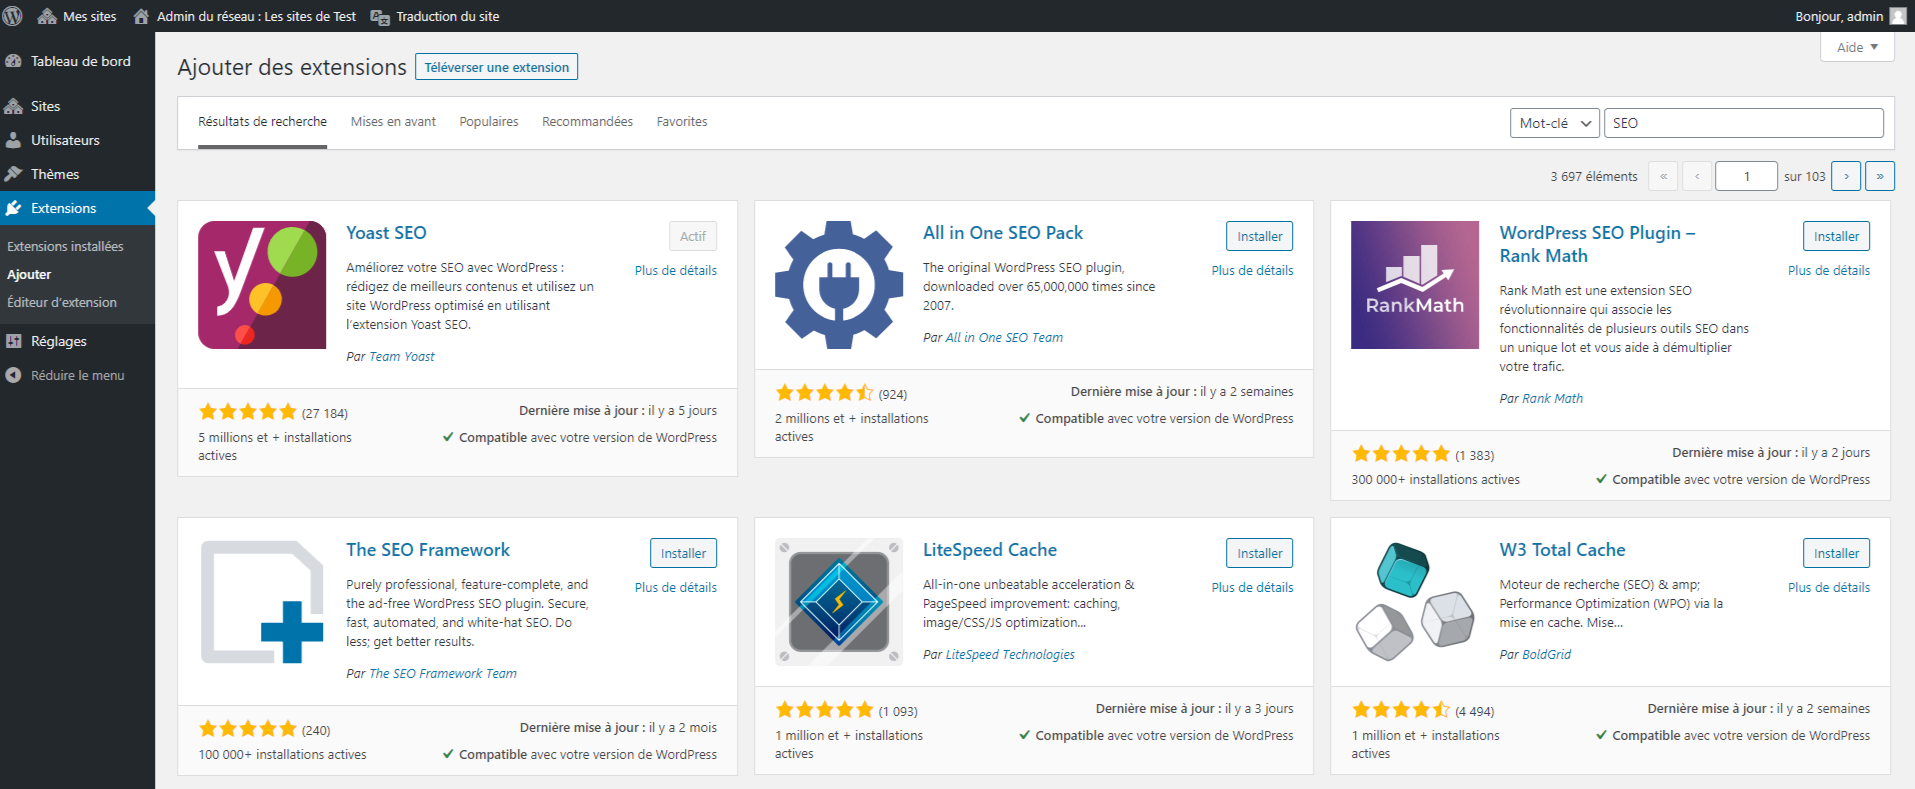 Mes sites
Admin du réseau : Les sites de Test
Traduction du site
Bonjour, admin
Tableau de bord
Sites
Utilisateurs
Thèmes
Extensions
Extensions installées
Ajouter
Éditeur d'extension
Réglages
Réduire le menu
Aide
Ajouter des extensions
Téléverser une extension
Résultats de recherche
Mises en avant
Populaires
Recommandées
Favorites
Mot-clé
SEO
3 697 éléments
«
‹
1
sur 103
›
»
Yoast SEO
Actif
Plus de détails
Améliorez votre SEO avec WordPress :
rédigez de meilleurs contenus et utilisez un
site WordPress optimisé en utilisant
l'extension Yoast SEO.
Par Team Yoast
(27 184)
Dernière mise à jour : il y a 5 jours
5 millions et + installations
actives
Compatible avec votre version de WordPress
All in One SEO Pack
Installer
Plus de détails
The original WordPress SEO plugin,
downloaded over 65,000,000 times since
2007.
Par All in One SEO Team
(924)
Dernière mise à jour : il y a 2 semaines
2 millions et + installations
actives
Compatible avec votre version de WordPress
RankMath
WordPress SEO Plugin –
Rank Math
Installer
Plus de détails
Rank Math est une extension SEO
révolutionnaire qui associe les
fonctionnalités de plusieurs outils SEO dans
un unique lot et vous aide à démultiplier
votre trafic.
Par Rank Math
(1 383)
Dernière mise à jour : il y a 2 jours
300 000+ installations actives
Compatible avec votre version de WordPress
The SEO Framework
Installer
Plus de détails
Purely professional, feature-complete, and
the ad-free WordPress SEO plugin. Secure,
fast, automated, and white-hat SEO. Do
less; get better results.
Par The SEO Framework Team
(240)
Dernière mise à jour : il y a 2 mois
100 000+ installations actives
Compatible avec votre version de WordPress
LiteSpeed Cache
Installer
Plus de détails
All-in-one unbeatable acceleration &
PageSpeed improvement: caching,
image/CSS/JS optimization...
Par LiteSpeed Technologies
(1 093)
Dernière mise à jour : il y a 3 jours
1 million et + installations
actives
Compatible avec votre version de WordPress
W3 Total Cache
Installer
Plus de détails
Moteur de recherche (SEO) & amp;
Performance Optimization (WPO) via la
mise en cache. Mise...
Par BoldGrid
(4 494)
Dernière mise à jour : il y a 2 semaines
1 million et + installations
actives
Compatible avec votre version de WordPress